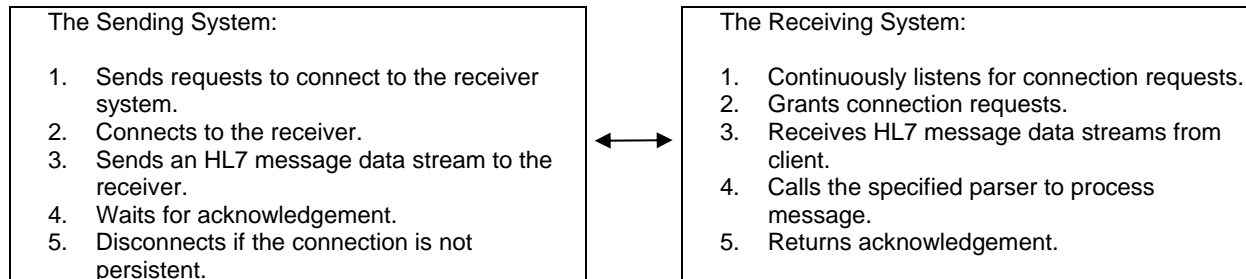 The Sending System:
1. Sends requests to connect to the receiver
system.
2. Connects to the receiver.
3. Sends an HL7 message data stream to the
receiver.
4. Waits for acknowledgement.
5. Disconnects if the connection is not
persistent.
The Receiving System:
1. Continuously listens for connection requests.
2. Grants connection requests.
3. Receives HL7 message data streams from
client.
4. Calls the specified parser to process
message.
5. Returns acknowledgement.